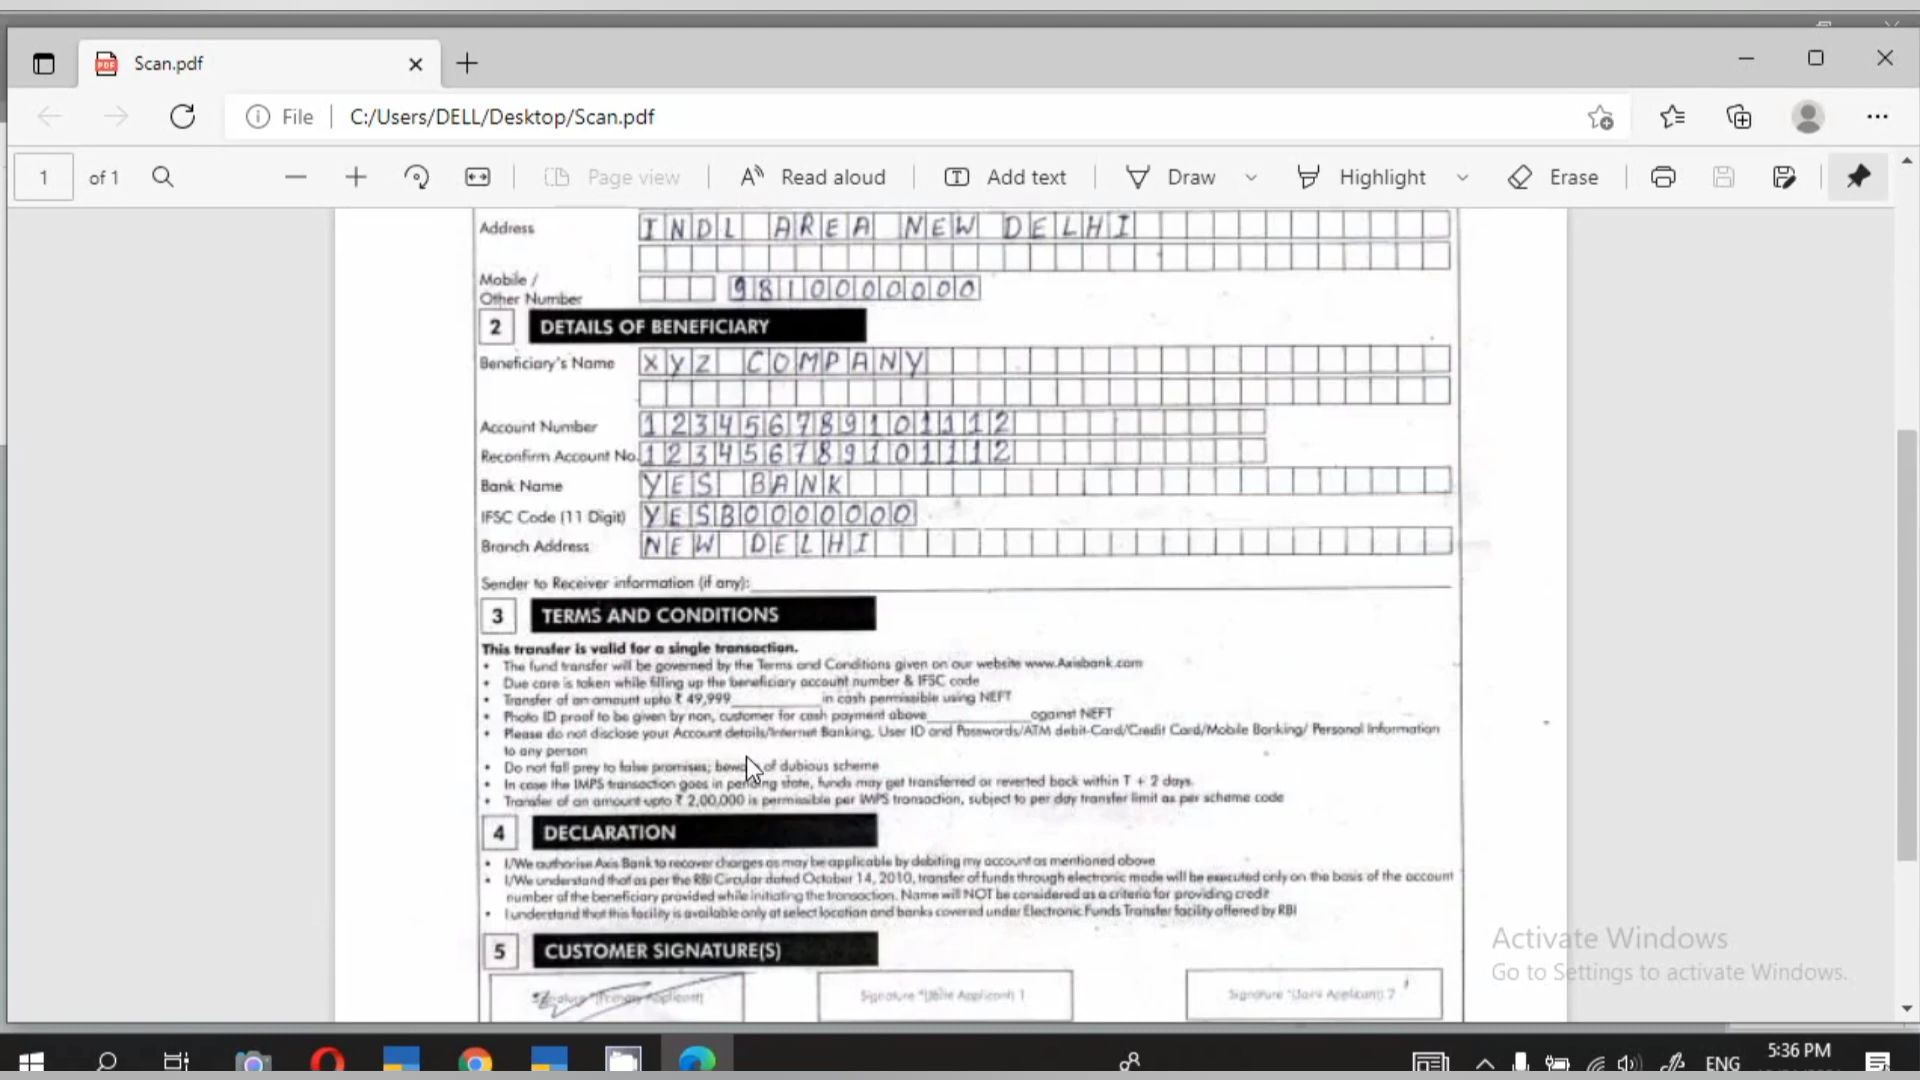 Scan.pdf
File C:/Users/DELL/Desktop/Scan.pdf
1 of 1 Page view Read aloud Add text Draw Highlight Erase
Address INDL AREA NEW DELHI
Mobile /
Other Number 9810000000
2 DETAILS OF BENEFICIARY
Beneficiary's Name XYZ COMPANY
Account Number 123456789101112
Reconfirm Account No. 123456789101112
Bank Name YES BANK
IFSC Code (11 Digit) YESB0000000
Branch Address NEW DELHI
Sender to Receiver information (if any):
3 TERMS AND CONDITIONS
This transfer is valid for a single transaction.
• The fund transfer will be governed by the Terms and Conditions given on our website www.Axisbank.com
• Due care is taken while filling up the beneficiary account number & IFSC code
• Transfer of an amount upto ₹ 49,999 in cash permissible using NEFT
• Photo ID proof to be given by non, customer for cash payment above against NEFT
• Please do not disclose your Account details/Internet Banking, User ID and Passwords/ATM debit-Card/Credit Card/Mobile Banking/ Personal Information
to any person
• Do not fall prey to false promises; beware of dubious scheme
• In case the IMPS transaction goes in pending state, funds may get transferred or reverted back within T + 2 days.
• Transfer of an amount upto ₹ 2,00,000 is permissible per IMPS transaction, subject to per day transfer limit as per scheme code
4 DECLARATION
• I/We authorise Axis Bank to recover charges as may be applicable by debiting my account as mentioned above
• I/We understand that as per the RBI Circular dated October 14, 2010, transfer of funds through electronic mode will be executed only on the basis of the account
number of the beneficiary provided while initiating the transaction. Name will NOT be considered as a criteria for providing credit
• I understand that this facility is available only at select location and banks covered under Electronic Funds Transfer facility offered by RBI
5 CUSTOMER SIGNATURE(S)
Signature *(Primary Applicant) Signature *(Joint Applicant) 1 Signature *(Joint Applicant) 2
Activate Windows
Go to Settings to activate Windows.
ENG 5:36 PM